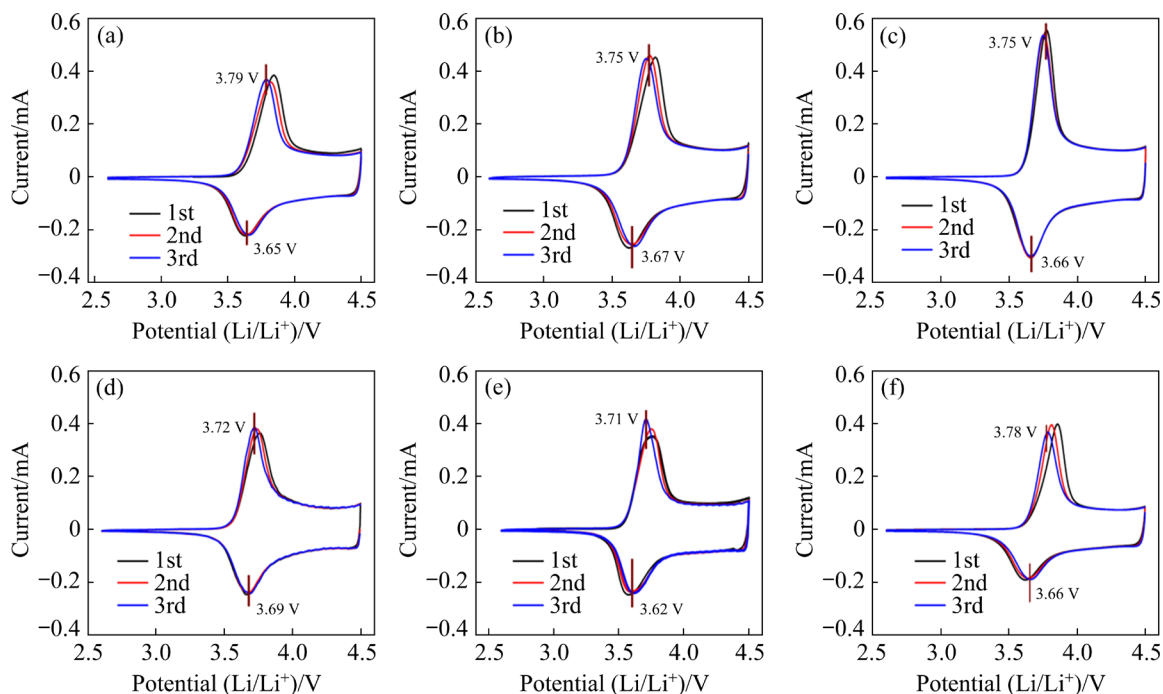 (a)
0.6
0.4
0.2
0
−0.2
−0.4
Current/mA
3.79 V
1st
2nd
3rd
3.65 V
2.5 3.0 3.5 4.0 4.5
Potential (Li/Li⁺)/V
(b)
0.6
0.4
0.2
0
−0.2
−0.4
Current/mA
3.75 V
1st
2nd
3rd
3.67 V
2.5 3.0 3.5 4.0 4.5
Potential (Li/Li⁺)/V
(c)
0.6
0.4
0.2
0
−0.2
−0.4
Current/mA
3.75 V
1st
2nd
3rd
3.66 V
2.5 3.0 3.5 4.0 4.5
Potential (Li/Li⁺)/V
(d)
0.6
0.4
0.2
0
−0.2
−0.4
Current/mA
3.72 V
1st
2nd
3rd
3.69 V
2.5 3.0 3.5 4.0 4.5
Potential (Li/Li⁺)/V
(e)
0.6
0.4
0.2
0
−0.2
−0.4
Current/mA
3.71 V
1st
2nd
3rd
3.62 V
2.5 3.0 3.5 4.0 4.5
Potential (Li/Li⁺)/V
(f)
0.6
0.4
0.2
0
−0.2
−0.4
Current/mA
3.78 V
1st
2nd
3rd
3.66 V
2.5 3.0 3.5 4.0 4.5
Potential (Li/Li⁺)/V